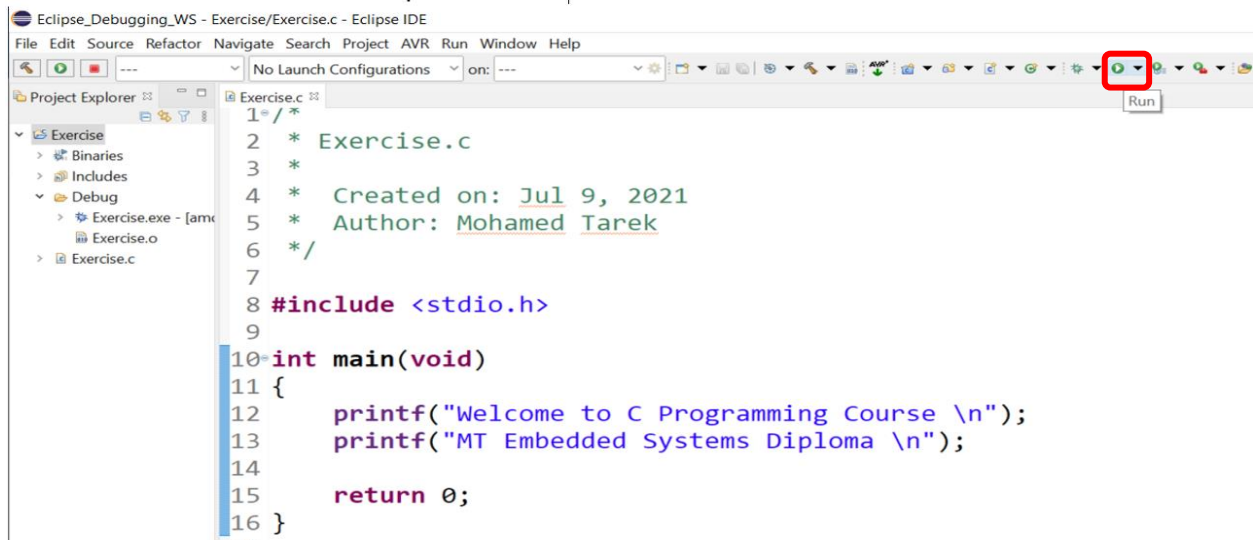 Eclipse_Debugging_WS - Exercise/Exercise.c - Eclipse IDE
File Edit Source Refactor Navigate Search Project AVR Run Window Help
--- No Launch Configurations on: --- AVR
Project Explorer Exercise.c Run
1 /*
Exercise 2 * Exercise.c
Binaries 3 *
Includes 4 * Created on: Jul 9, 2021
Debug 5 * Author: Mohamed Tarek
Exercise.exe - [amd
Exercise.o 6 */
Exercise.c
7
8 #include <stdio.h>
9
10 int main(void)
11 {
12 printf("Welcome to C Programming Course \n");
13 printf("MT Embedded Systems Diploma \n");
14
15 return 0;
16 }